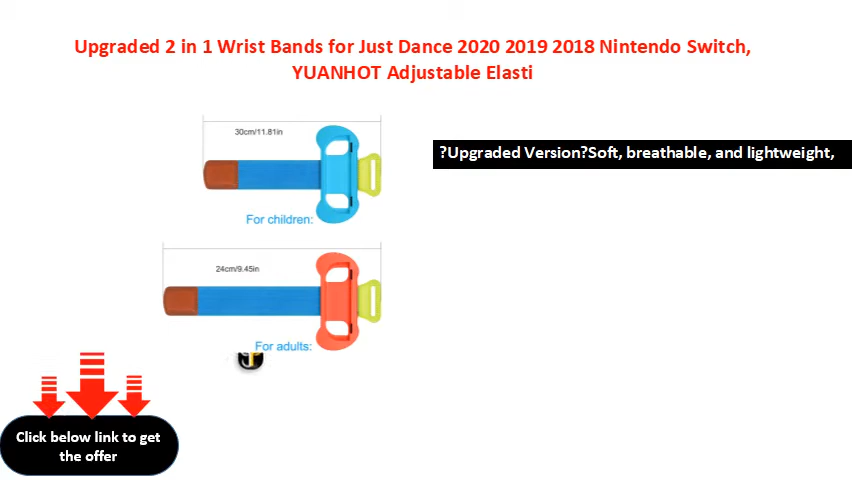 Upgraded 2 in 1 Wrist Bands for Just Dance 2020 2019 2018 Nintendo Switch,
YUANHOT Adjustable Elasti
30cm/11.81in
?Upgraded Version?Soft, breathable, and lightweight,
For children:
24cm/9.45in
For adults:
Click below link to get
the offer